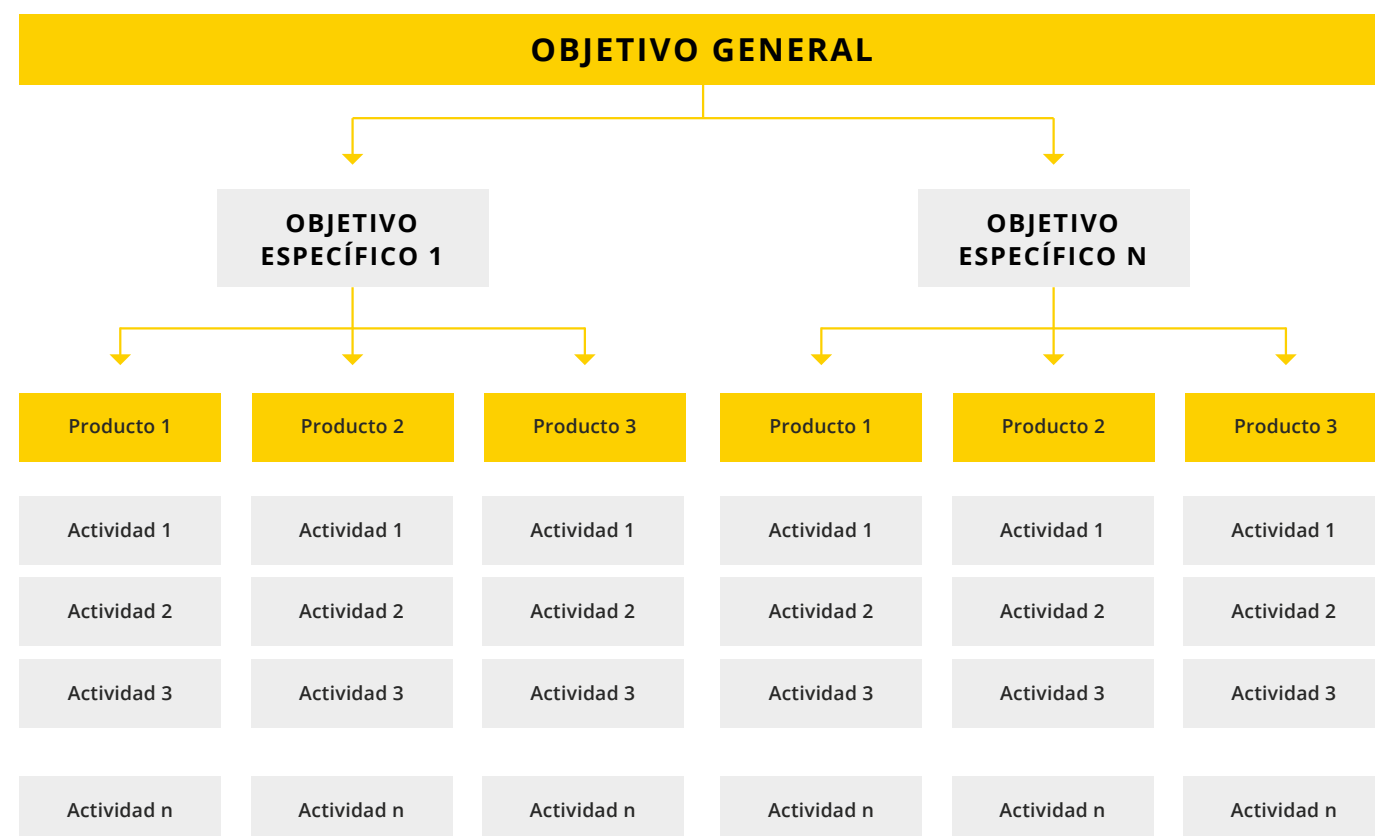 OBJETIVO GENERAL
OBJETIVO
ESPECÍFICO 1
OBJETIVO
ESPECÍFICO N
Producto 1
Producto 2
Producto 3
Producto 1
Producto 2
Producto 3
Actividad 1
Actividad 1
Actividad 1
Actividad 1
Actividad 1
Actividad 1
Actividad 2
Actividad 2
Actividad 2
Actividad 2
Actividad 2
Actividad 2
Actividad 3
Actividad 3
Actividad 3
Actividad 3
Actividad 3
Actividad 3
Actividad n
Actividad n
Actividad n
Actividad n
Actividad n
Actividad n